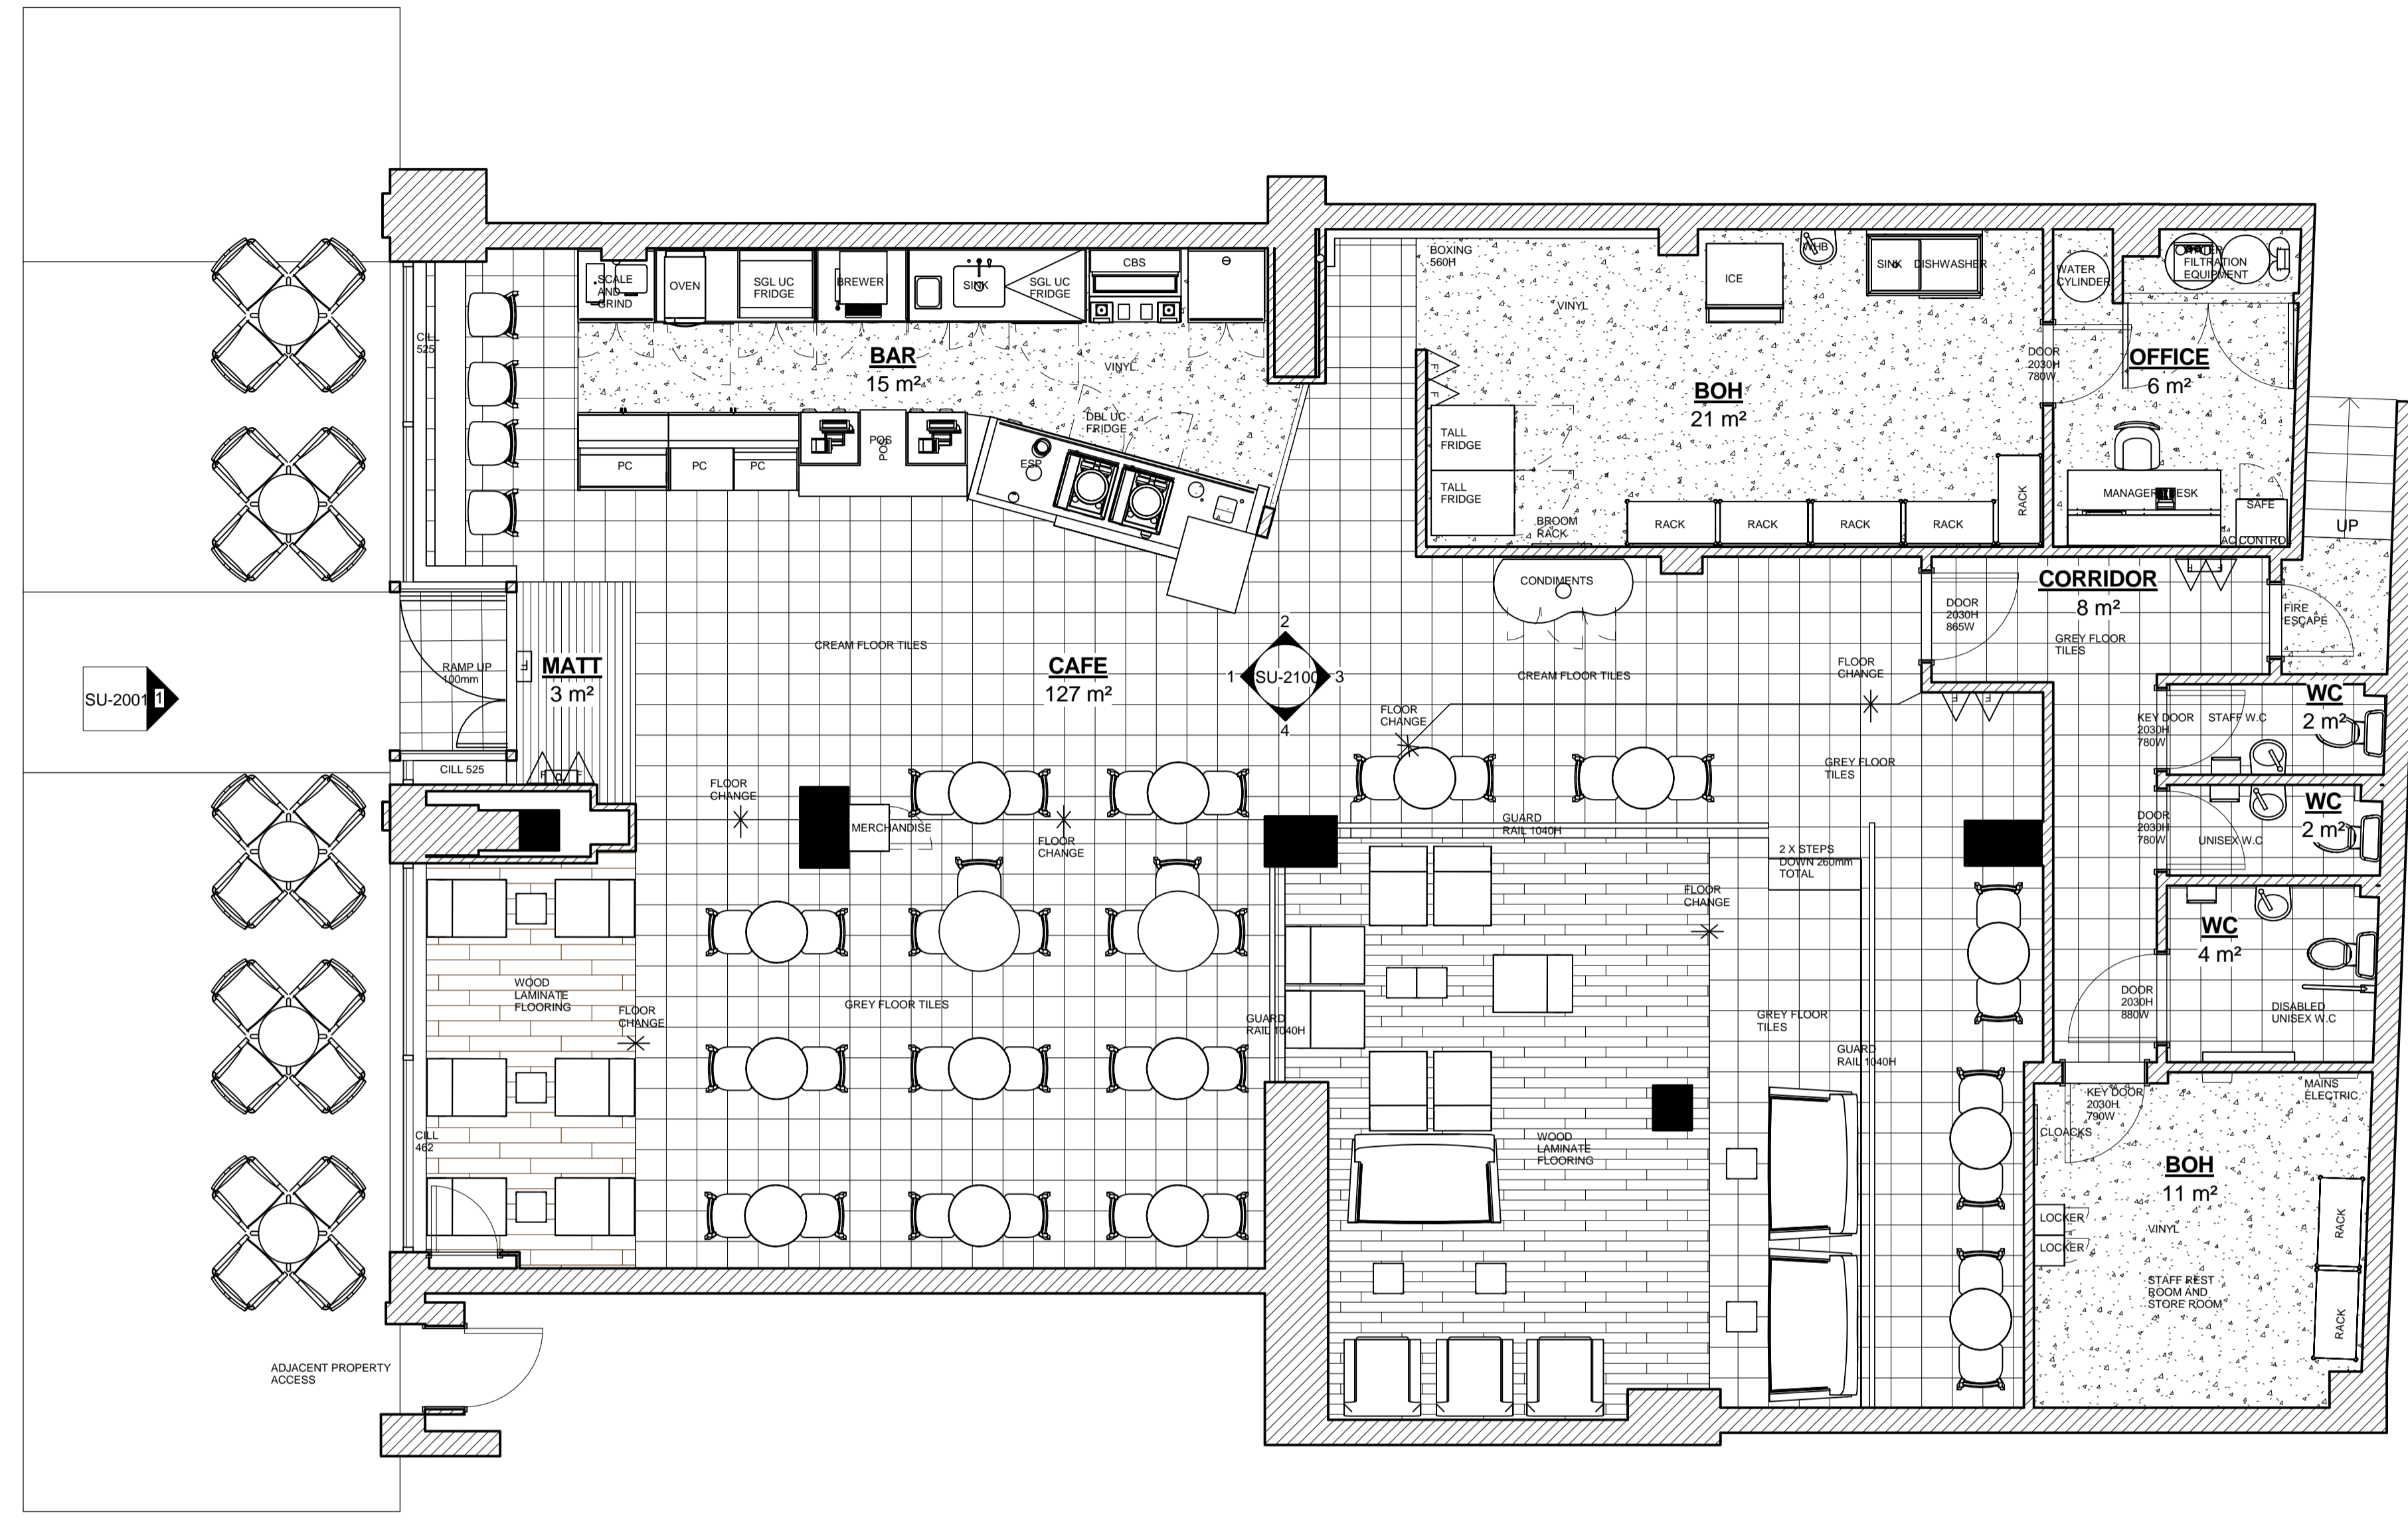 BOXING
560H
WHB
CBS
SCALE
AND
GRIND
OVEN
SGL UC
FRIDGE
BREWER
SINK
SGL UC
FRIDGE
ICE
SINK
DISHWASHER
WATER
CYLINDER
WATER
FILTRATION
EQUIPMENT
CILL
525
BAR
15 m²
VINYL
DBL UC
FRIDGE
VINYL
BOH
21 m²
DOOR
2030H
780W
OFFICE
6 m²
F
F
PC
PC
PC
POS
POS
ESP
TALL
FRIDGE
TALL
FRIDGE
BROOM
RACK
RACK
RACK
RACK
RACK
RACK
MANAGER DESK
SAFE
AC CONTROL
UP
CONDIMENTS
CORRIDOR
8 m²
DOOR
2030H
865W
GREY FLOOR
TILES
FIRE
ESCAPE
SU-2001
1
RAMP UP
100mm
MATT
3 m²
CREAM FLOOR TILES
CAFE
127 m²
2
1
SU-2100
3
4
CREAM FLOOR TILES
FLOOR
CHANGE
FLOOR
CHANGE
KEY DOOR
2030H
780W
STAFF W.C
WC
2 m²
CILL 525
FLOOR
CHANGE
MERCHANDISE
FLOOR
CHANGE
GREY FLOOR
TILES
GUARD
RAIL 1040H
2 X STEPS
DOWN 260mm
TOTAL
DOOR
2030H
780W
UNISEX W.C
WC
2 m²
FLOOR
CHANGE
WC
4 m²
WOOD
LAMINATE
FLOORING
FLOOR
CHANGE
GREY FLOOR TILES
GUARD
RAIL 1040H
GREY FLOOR
TILES
GUARD
RAIL 1040H
DOOR
2030H
880W
DISABLED
UNISEX W.C
CILL
462
WOOD
LAMINATE
FLOORING
KEY DOOR
2030H
790W
MAINS
ELECTRIC
CLOACKS
BOH
11 m²
LOCKER
LOCKER
VINYL
STAFF REST
ROOM AND
STORE ROOM
RACK
RACK
ADJACENT PROPERTY
ACCESS